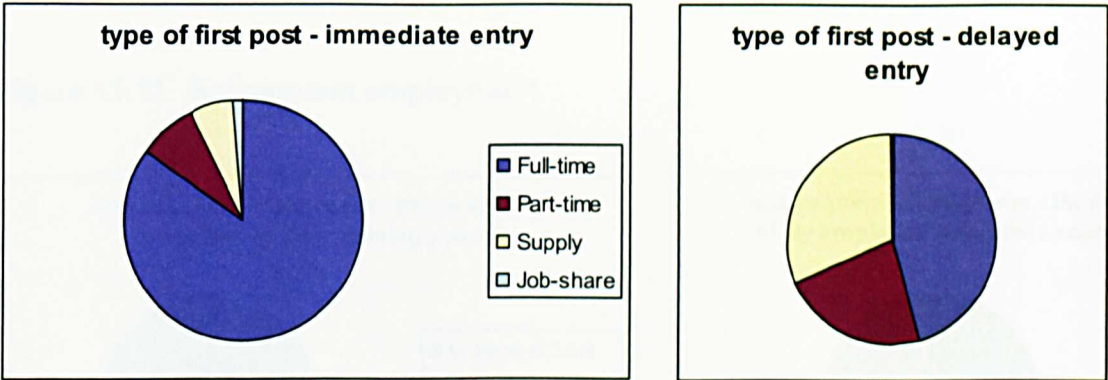 type of first post - immediate entry
Full-time
Part-time
Supply
Job-share
type of first post - delayed
entry